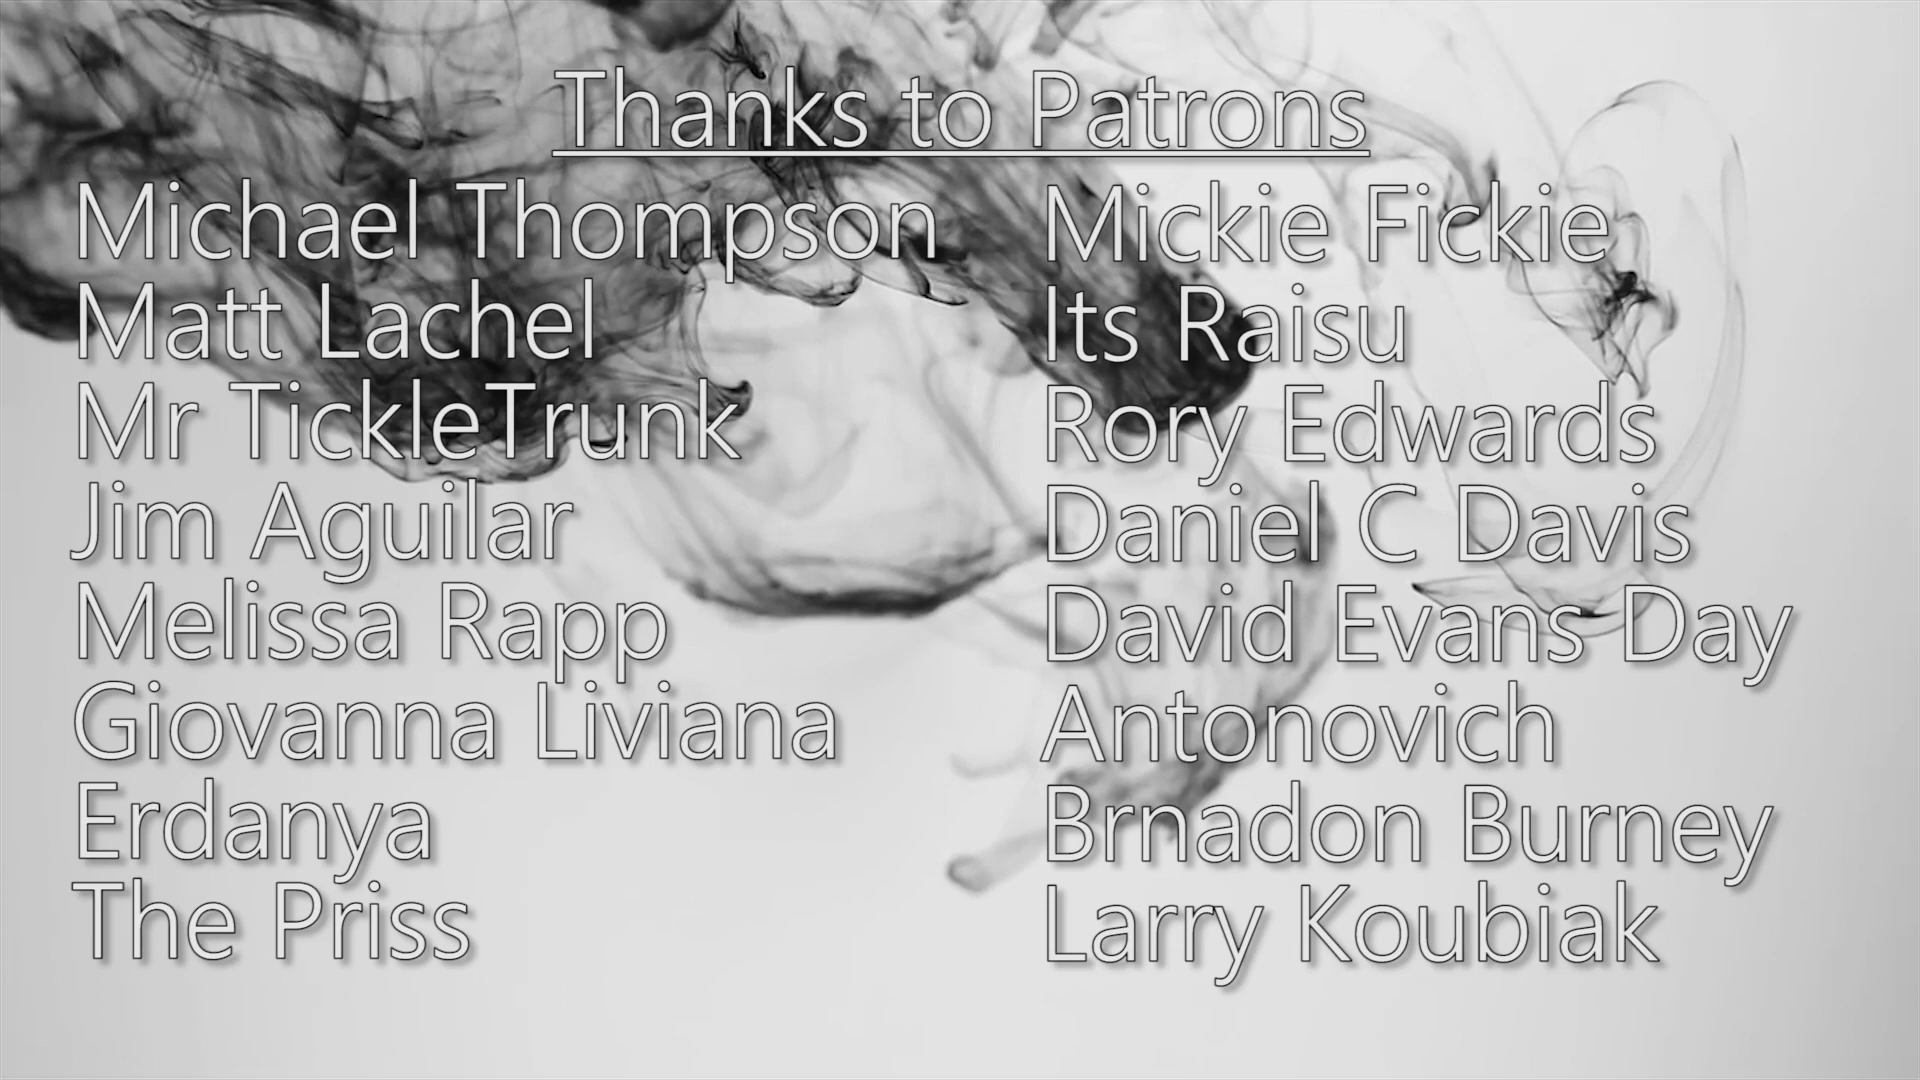 Thanks to Patrons
Michael Thompson
Matt Lachel
Mr TickleTrunk
Jim Aguilar
Melissa Rapp
Giovanna Liviana
Erdanya
The Priss
Mickie Fickie
Its Raisu
Rory Edwards
Daniel C Davis
David Evans Day
Antonovich
Brnadon Burney
Larry Koubiak